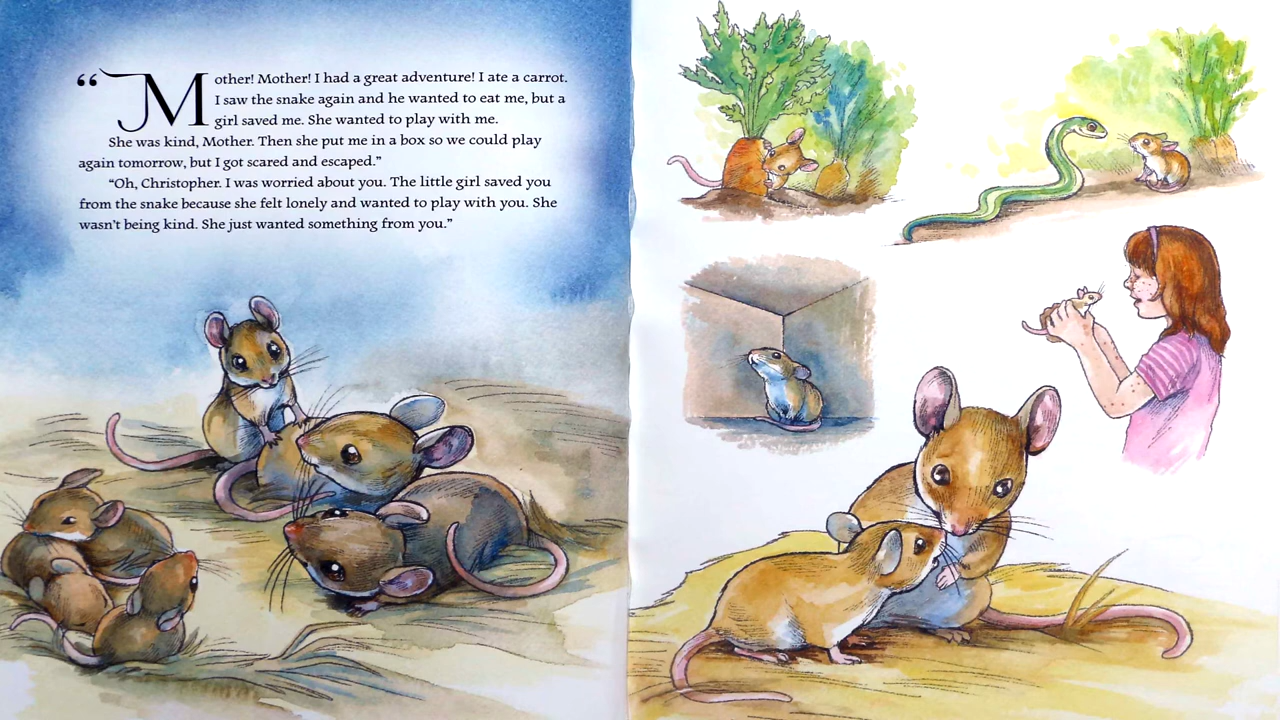 “Mother! Mother! I had a great adventure! I ate a carrot.
I saw the snake again and he wanted to eat me, but a
girl saved me. She wanted to play with me.
She was kind, Mother. Then she put me in a box so we could play
again tomorrow, but I got scared and escaped.”
“Oh, Christopher. I was worried about you. The little girl saved you
from the snake because she felt lonely and wanted to play with you. She
wasn’t being kind. She just wanted something from you.”